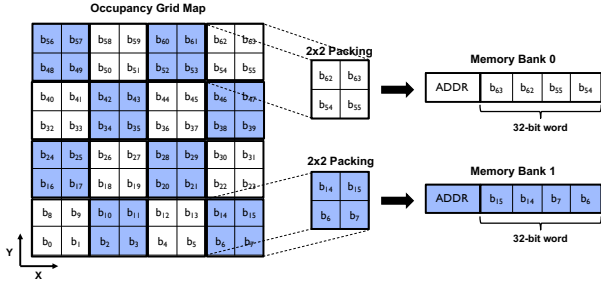 Occupancy Grid Map
b56 b57 b58 b59 b60 b61 b62 b63
b48 b49 b50 b51 b52 b53 b54 b55
b40 b41 b42 b43 b44 b45 b46 b47
b32 b33 b34 b35 b36 b37 b38 b39
b24 b25 b26 b27 b28 b29 b30 b31
b16 b17 b18 b19 b20 b21 b22 b23
b8 b9 b10 b11 b12 b13 b14 b15
b0 b1 b2 b3 b4 b5 b6 b7
Y
X
2x2 Packing
b62 b63
b54 b55
Memory Bank 0
ADDR b63 b62 b55 b54
32-bit word
2x2 Packing
b14 b15
b6 b7
Memory Bank 1
ADDR b15 b14 b7 b6
32-bit word